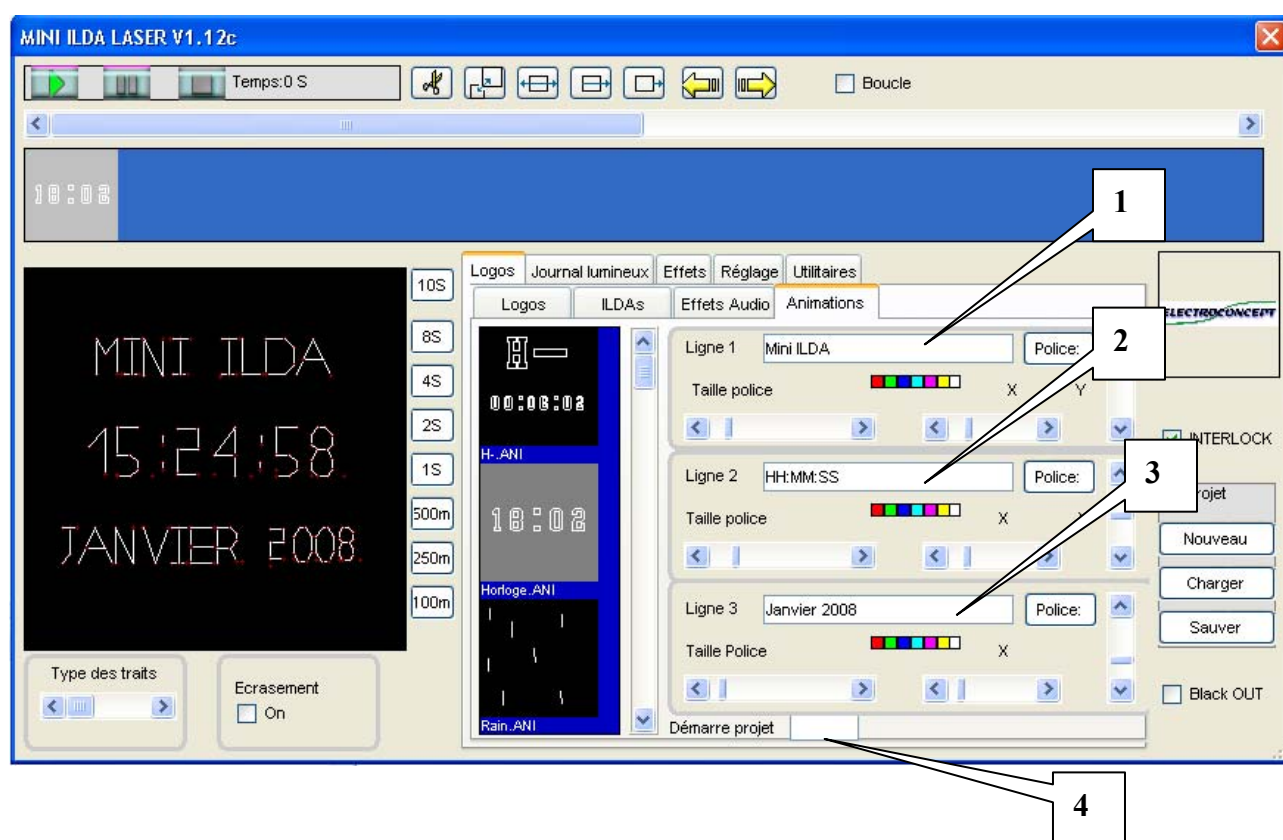 MINI ILDA LASER V1.12c
Temps:0 S
Boucle
18:02
1
Logos Journal lumineux Effets Réglage Utilitaires
Logos ILDAs Effets Audio Animations
ELECTROCONCEPT
10S
8S
4S
2S
1S
500m
250m
100m
MINI ILDA
15:24:58
JANVIER 2008
H-
00:06:02
H-.ANI
18:02
Horloge.ANI
Rain.ANI
Ligne 1 Mini ILDA Police:
2
Taille police X Y
INTERLOCK
Ligne 2 HH:MM:SS Police:
3
Taille police X
Nouveau
Charger
Ligne 3 Janvier 2008 Police:
Sauver
Taille Police X
Type des traits
Ecrasement
On
Black OUT
Démarre projet
4